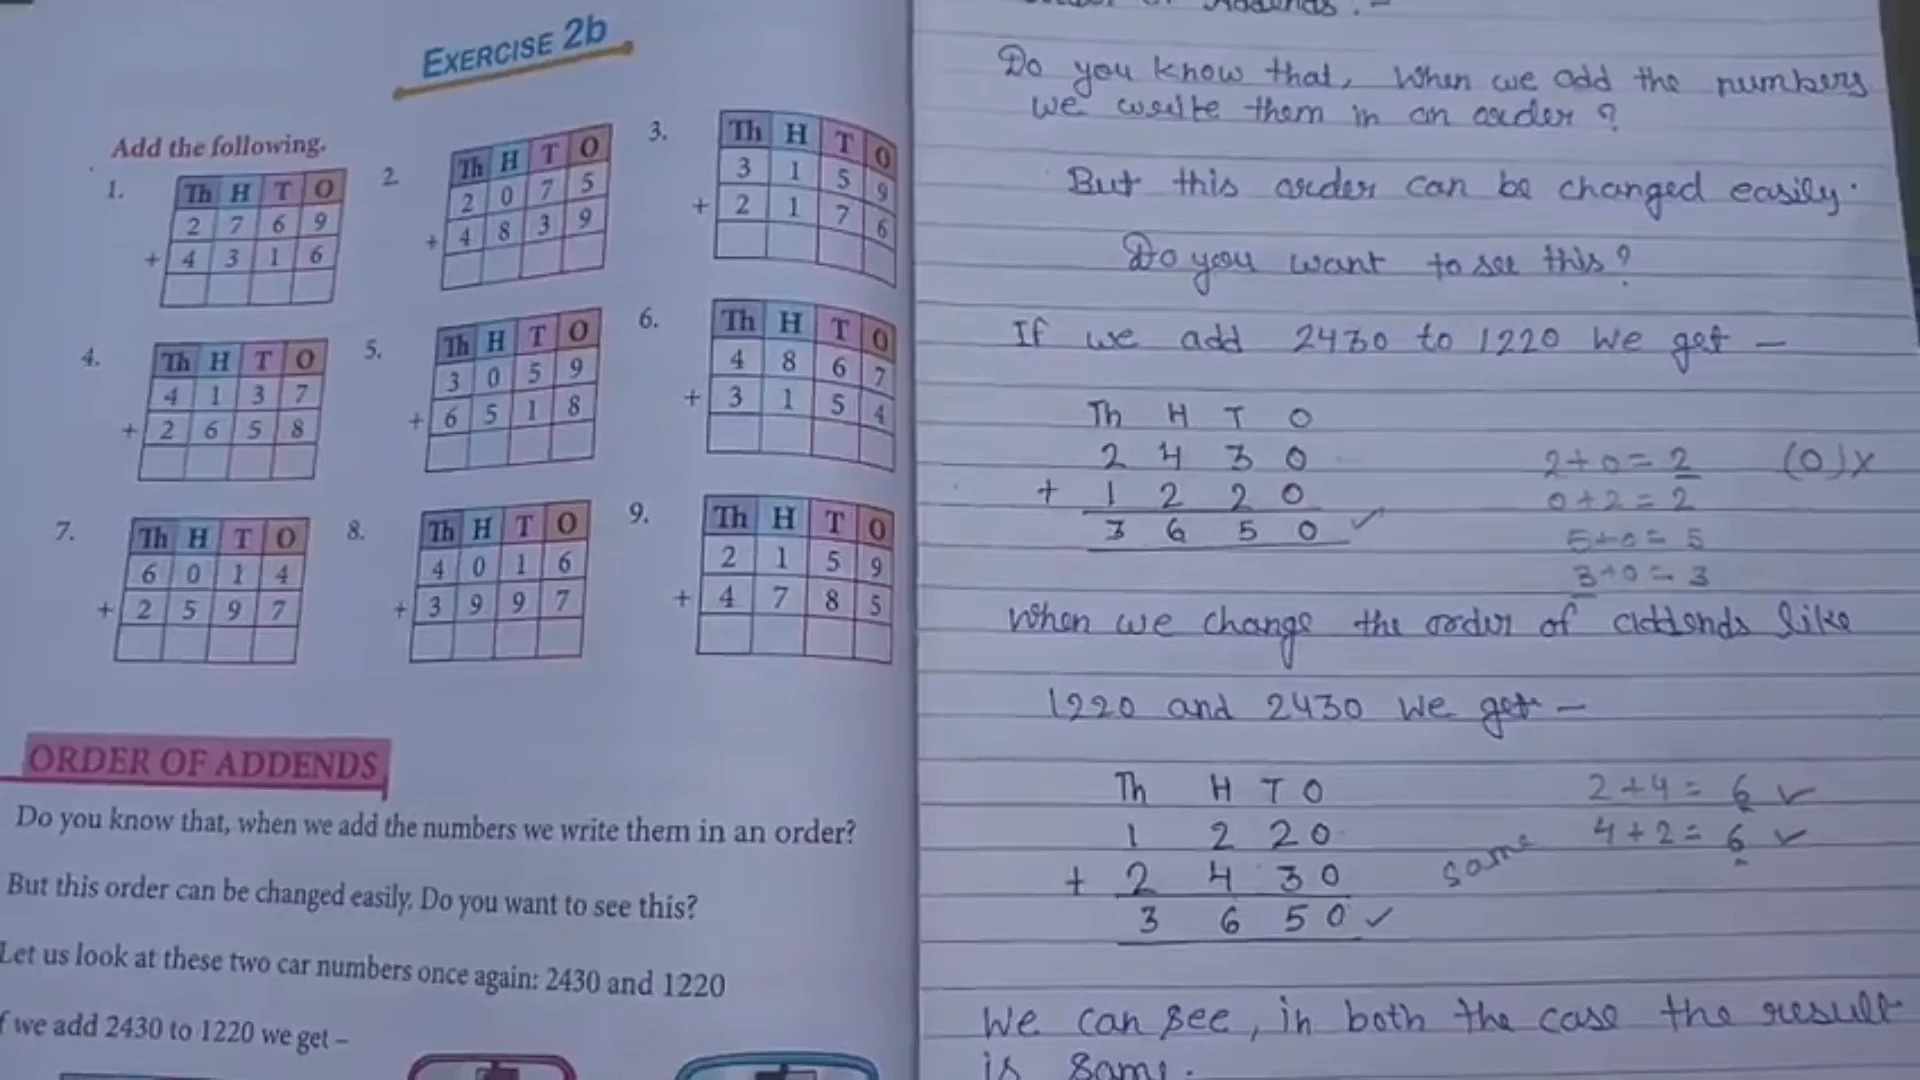 EXERCISE 2b
Add the following.
1.
Th H T O
2 7 6 9
+ 4 3 1 6
2.
Th H T O
2 0 7 5
+ 4 8 3 9
3.
Th H T O
3 1 5 9
+ 2 1 7 6
4.
Th H T O
4 1 3 7
+ 2 6 5 8
5.
Th H T O
3 0 5 9
+ 6 5 1 8
6.
Th H T O
4 8 6 7
+ 3 1 5 4
7.
Th H T O
6 0 1 4
+ 2 5 9 7
8.
Th H T O
4 0 1 6
+ 3 9 9 7
9.
Th H T O
2 1 5 9
+ 4 7 8 5
ORDER OF ADDENDS
Do you know that, when we add the numbers we write them in an order?
But this order can be changed easily. Do you want to see this?
Let us look at these two car numbers once again: 2430 and 1220
f we add 2430 to 1220 we get –
Addends :-
Do you know that, When we add the numbers
we write them in an order ?
But this order can be changed easily.
Do you want to see this ?
If we add 2430 to 1220 We get –
Th H T O
2 4 3 0
+ 1 2 2 0
3 6 5 0 ✓
2+0=2 (0)x
0+2=2
5+0=5
3+0=3
When we change the order of addends like
1220 and 2430 We get –
Th H T O
1 2 2 0
+ 2 4 3 0
3 6 5 0 ✓
2+4=6 ✓
4+2=6 ✓
same
We can see, in both the case the result
is same.